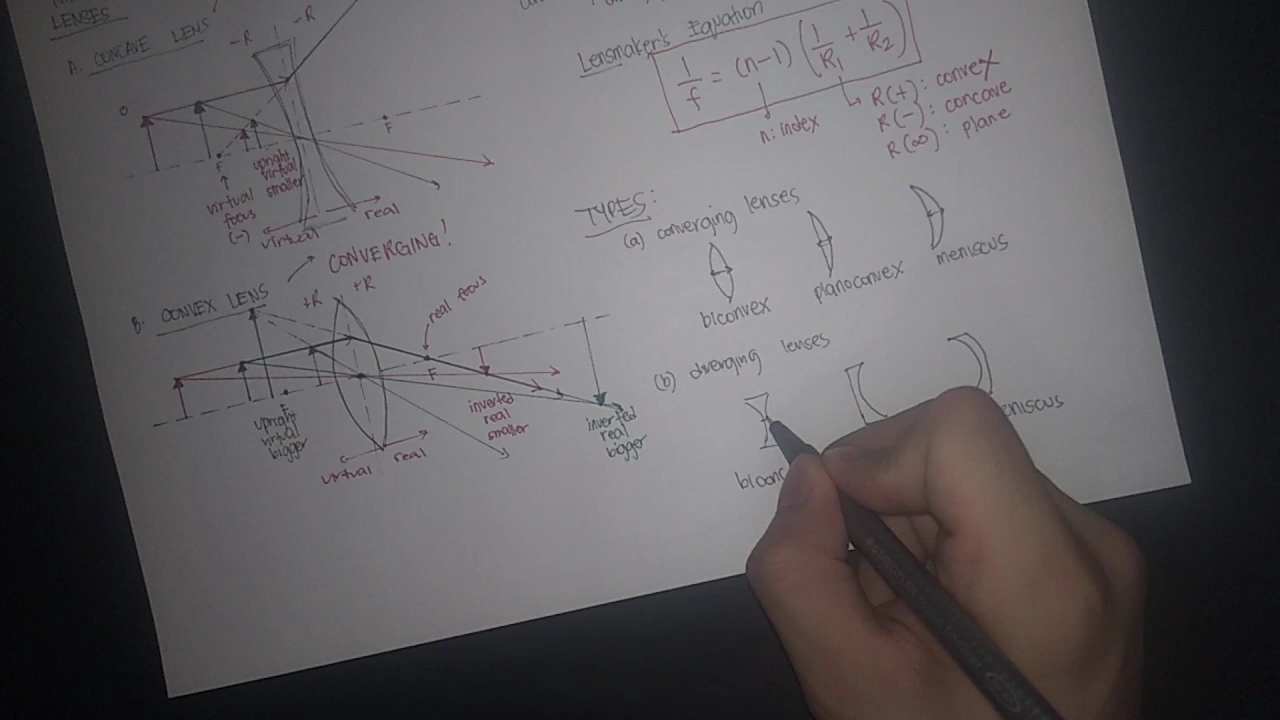 LENSES
A. CONCAVE LENS
-R
-R
O
F
F
upright
virtual
smaller
virtual
focus
(-)
virtual
real
CONVERGING!
B. CONVEX LENS
+R
+R
real focus
F
F
upright
virtual
bigger
inverted
real
smaller
inverted
real
bigger
virtual
real
Lensmaker's Equation
1/f = (n-1) (1/R₁ + 1/R₂)
n: index
R(+): convex
R(-): concave
R(∞): plane
TYPES:
(a) converging lenses
biconvex
planoconvex
meniscus
(b) diverging lenses